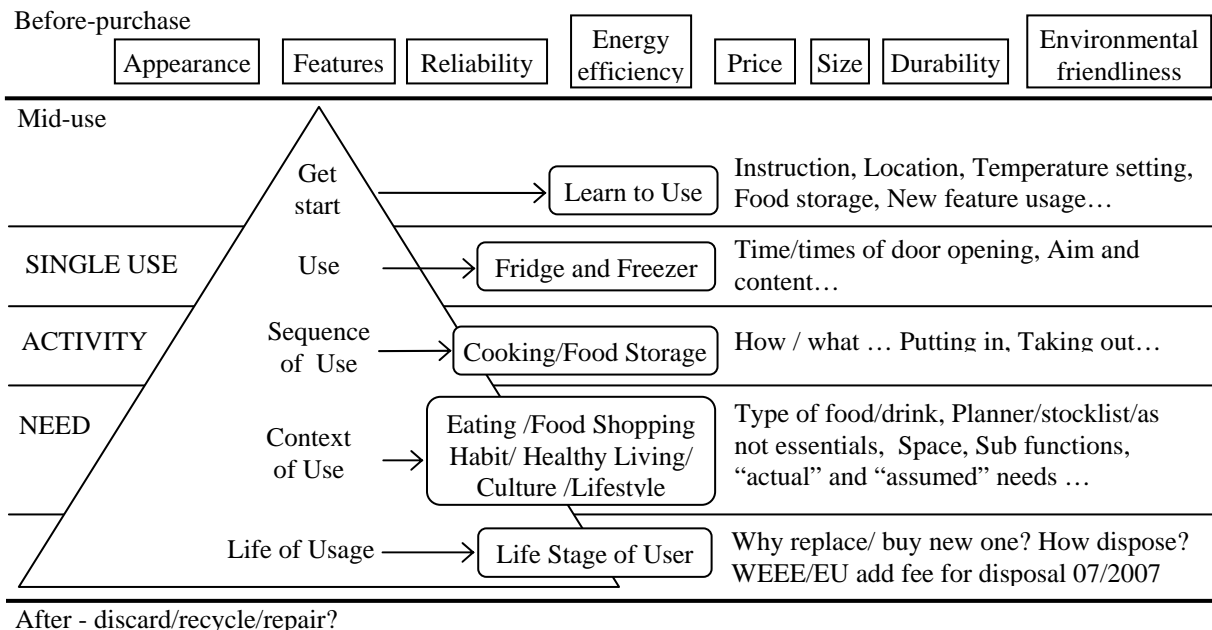 Before-purchase
Appearance Features Reliability Energy efficiency Price Size Durability Environmental friendliness
Mid-use
Get
start
Learn to Use
Instruction, Location, Temperature setting,
Food storage, New feature usage…
SINGLE USE
Use
Fridge and Freezer
Time/times of door opening, Aim and
content…
ACTIVITY
Sequence
of Use
Cooking/Food Storage
How / what … Putting in, Taking out…
NEED
Context
of Use
Eating /Food Shopping
Habit/ Healthy Living/
Culture /Lifestyle
Type of food/drink, Planner/stocklist/as
not essentials, Space, Sub functions,
“actual” and “assumed” needs …
Life of Usage
Life Stage of User
Why replace/ buy new one? How dispose?
WEEE/EU add fee for disposal 07/2007
After - discard/recycle/repair?